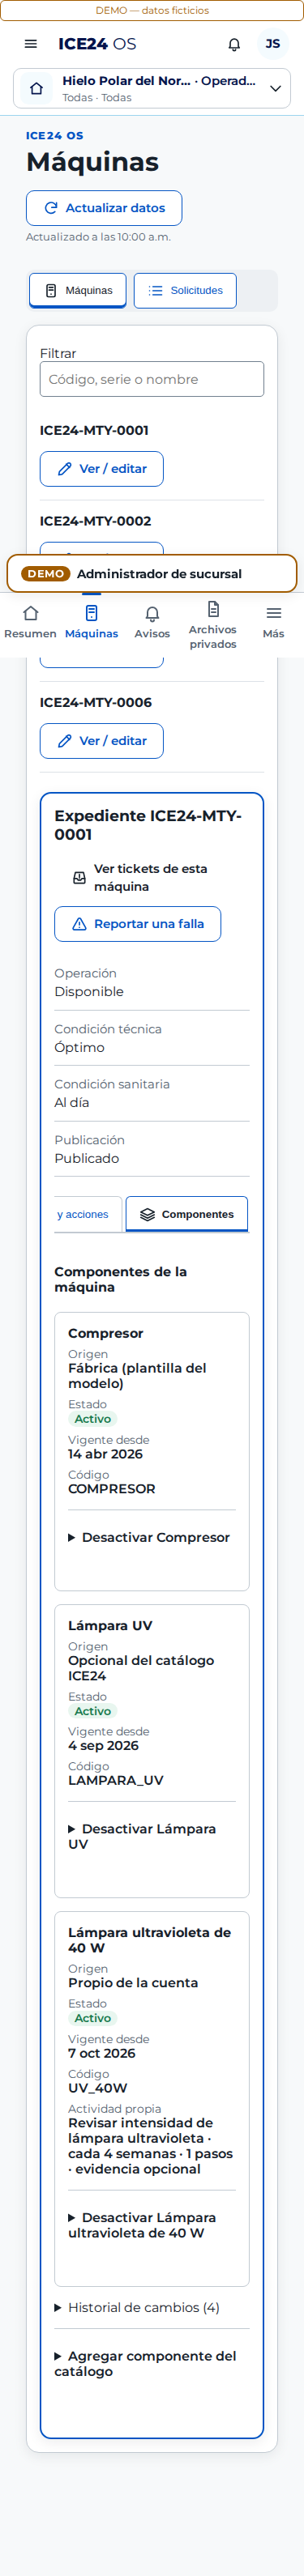 DEMO — datos ficticios
ICE24 OS
JS
Hielo Polar del Nor... · Operad...
Todas · Todas
ICE24 OS
Máquinas
Actualizar datos
Actualizado a las 10:00 a.m.
Máquinas
Solicitudes
Filtrar
Código, serie o nombre
ICE24-MTY-0001
Ver / editar
ICE24-MTY-0002
DEMO Administrador de sucursal
Resumen
Máquinas
Avisos
Archivos
privados
Más
ICE24-MTY-0006
Ver / editar
Expediente ICE24-MTY-
0001
Ver tickets de esta
máquina
Reportar una falla
Operación
Disponible
Condición técnica
Óptimo
Condición sanitaria
Al día
Publicación
Publicado
y acciones
Componentes
Componentes de la
máquina
Compresor
Origen
Fábrica (plantilla del
modelo)
Estado
Activo
Vigente desde
14 abr 2026
Código
COMPRESOR
Desactivar Compresor
Lámpara UV
Origen
Opcional del catálogo
ICE24
Estado
Activo
Vigente desde
4 sep 2026
Código
LAMPARA_UV
Desactivar Lámpara
UV
Lámpara ultravioleta de
40 W
Origen
Propio de la cuenta
Estado
Activo
Vigente desde
7 oct 2026
Código
UV_40W
Actividad propia
Revisar intensidad de
lámpara ultravioleta ·
cada 4 semanas · 1 pasos
· evidencia opcional
Desactivar Lámpara
ultravioleta de 40 W
Historial de cambios (4)
Agregar componente del
catálogo